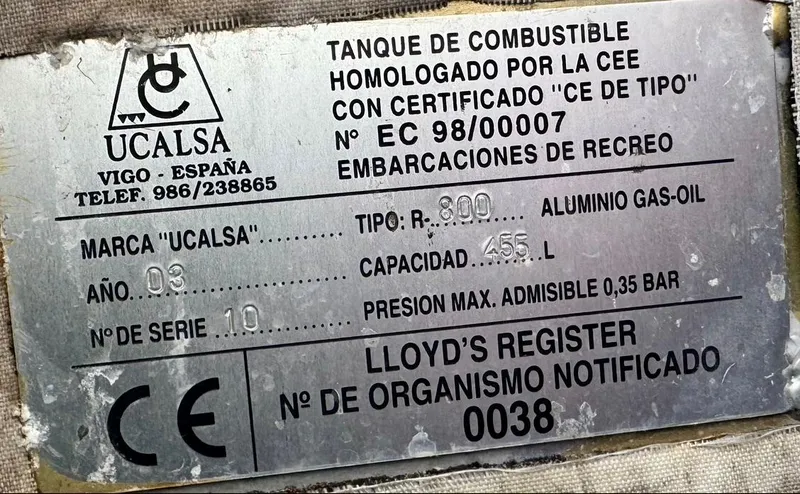 UCALSA
VIGO - ESPAÑA
TELEF. 986/238865
TANQUE DE COMBUSTIBLE
HOMOLOGADO POR LA CEE
CON CERTIFICADO "CE DE TIPO"
Nº EC 98/00007
EMBARCACIONES DE RECREO
MARCA "UCALSA".......... TIPO: R-.800.......... ALUMINIO GAS-OIL
AÑO..03.................... CAPACIDAD...455...L
Nº DE SERIE .10.............. PRESION MAX. ADMISIBLE 0,35 BAR
CE
LLOYD'S REGISTER
Nº DE ORGANISMO NOTIFICADO
0038